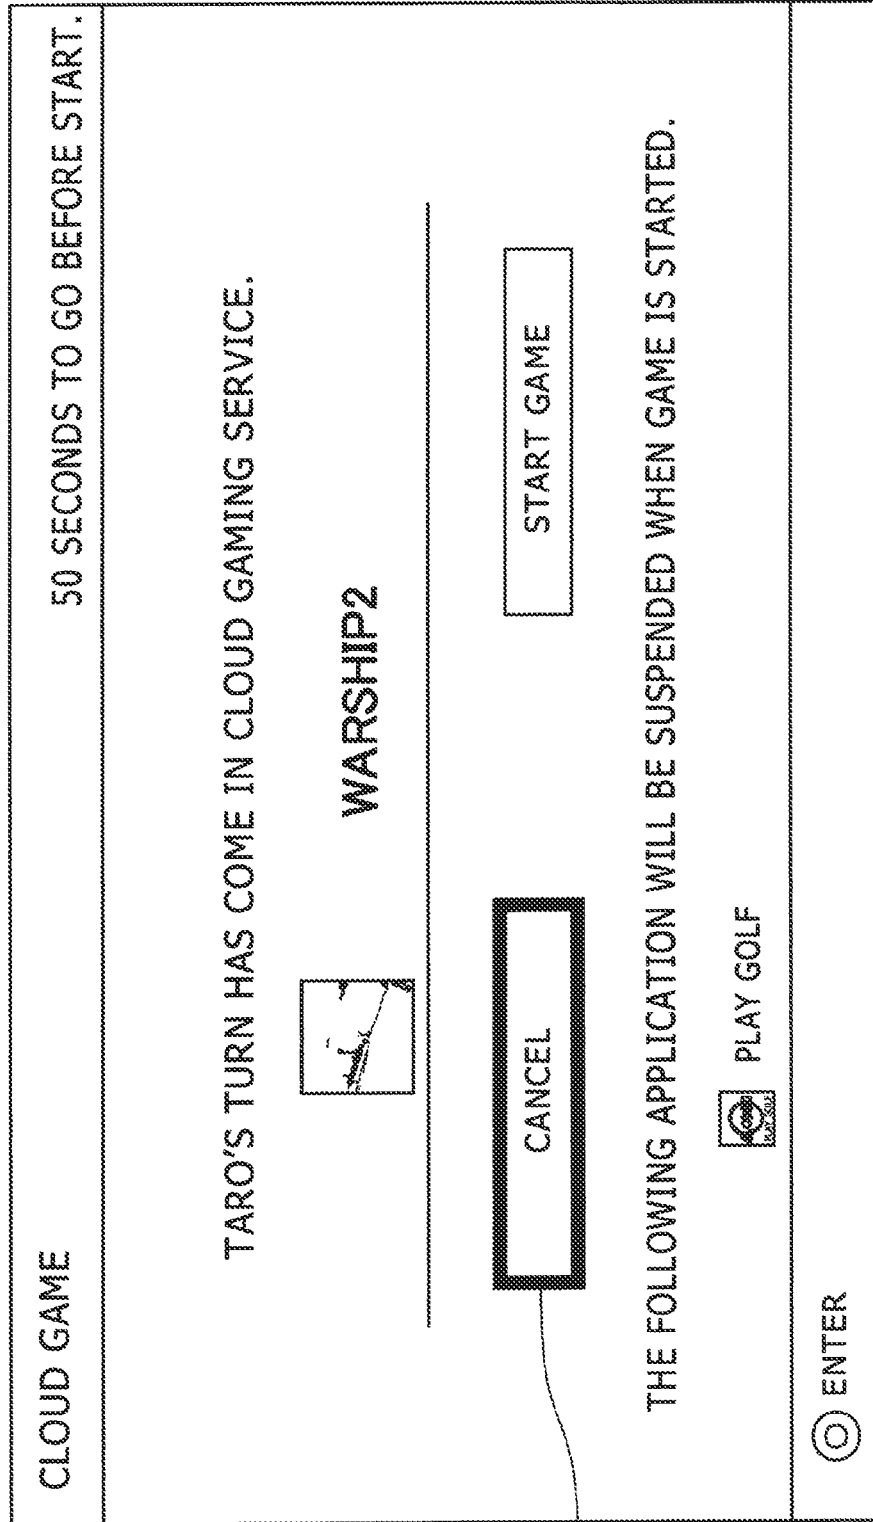 CLOUD GAME
50 SECONDS TO GO BEFORE START.
TARO'S TURN HAS COME IN CLOUD GAMING SERVICE.
WARSHIP2
CANCEL
START GAME
THE FOLLOWING APPLICATION WILL BE SUSPENDED WHEN GAME IS STARTED.
PLAY GOLF
ENTER